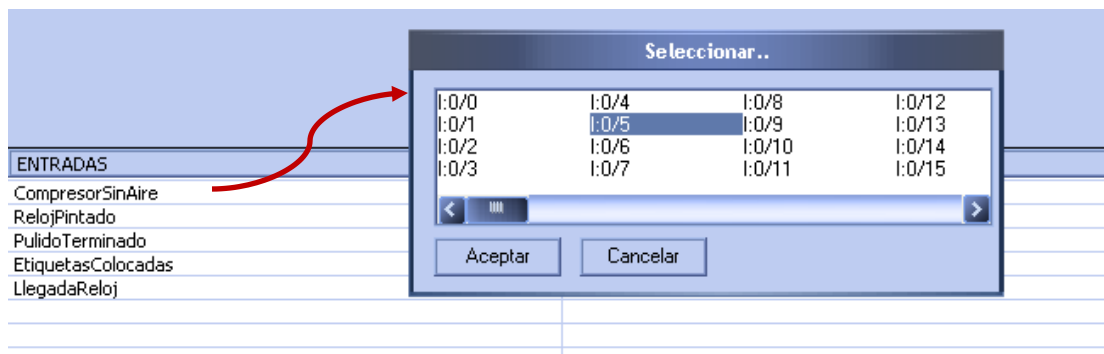 Seleccionar..
I:0/0 I:0/4 I:0/8 I:0/12
I:0/1 I:0/5 I:0/9 I:0/13
I:0/2 I:0/6 I:0/10 I:0/14
I:0/3 I:0/7 I:0/11 I:0/15
Aceptar Cancelar
ENTRADAS
CompresorSinAire
RelojPintado
PulidoTerminado
EtiquetasColocadas
LlegadaReloj